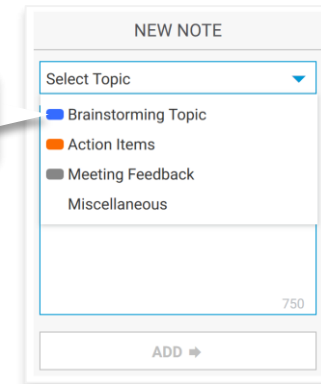 NEW NOTE
Select Topic
Brainstorming Topic
Action Items
Meeting Feedback
Miscellaneous
750
ADD